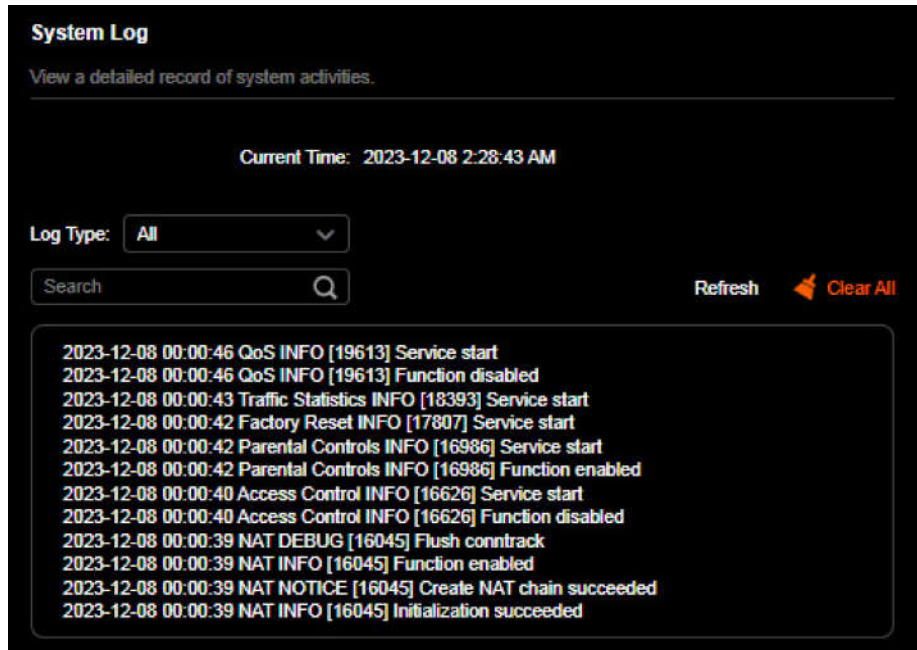 System Log
View a detailed record of system activities.
Current Time: 2023-12-08 2:28:43 AM
Log Type: All
Search
Refresh Clear All
2023-12-08 00:00:46 QoS INFO [19613] Service start
2023-12-08 00:00:46 QoS INFO [19613] Function disabled
2023-12-08 00:00:43 Traffic Statistics INFO [18393] Service start
2023-12-08 00:00:42 Factory Reset INFO [17807] Service start
2023-12-08 00:00:42 Parental Controls INFO [16986] Service start
2023-12-08 00:00:42 Parental Controls INFO [16986] Function enabled
2023-12-08 00:00:40 Access Control INFO [16626] Service start
2023-12-08 00:00:40 Access Control INFO [16626] Function disabled
2023-12-08 00:00:39 NAT DEBUG [16045] Flush conntrack
2023-12-08 00:00:39 NAT INFO [16045] Function enabled
2023-12-08 00:00:39 NAT NOTICE [16045] Create NAT chain succeeded
2023-12-08 00:00:39 NAT INFO [16045] Initialization succeeded